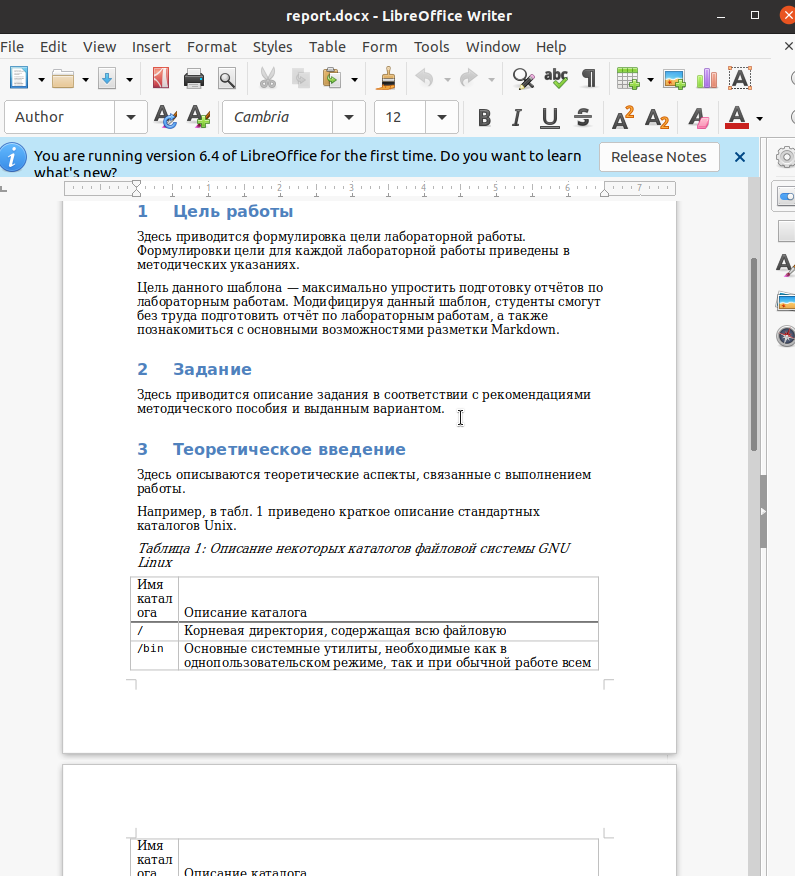 report.docx - LibreOffice Writer
File Edit View Insert Format Styles Table Form Tools Window Help
Author Cambria 12
You are running version 6.4 of LibreOffice for the first time. Do you want to learn
what's new?
Release Notes
1 2 3 4 5 6 7
1 Цель работы
Здесь приводится формулировка цели лабораторной работы.
Формулировки цели для каждой лабораторной работы приведены в
методических указаниях.
Цель данного шаблона — максимально упростить подготовку отчётов по
лабораторным работам. Модифицируя данный шаблон, студенты смогут
без труда подготовить отчёт по лабораторным работам, а также
познакомиться с основными возможностями разметки Markdown.
2 Задание
Здесь приводится описание задания в соответствии с рекомендациями
методического пособия и выданным вариантом.
3 Теоретическое введение
Здесь описываются теоретические аспекты, связанные с выполнением
работы.
Например, в табл. 1 приведено краткое описание стандартных
каталогов Unix.
Таблица 1: Описание некоторых каталогов файловой системы GNU
Linux
Имя
катал
ога Описание каталога
/ Корневая директория, содержащая всю файловую
/bin Основные системные утилиты, необходимые как в
однопользовательском режиме, так и при обычной работе всем
Имя
катал
ога Описание каталога